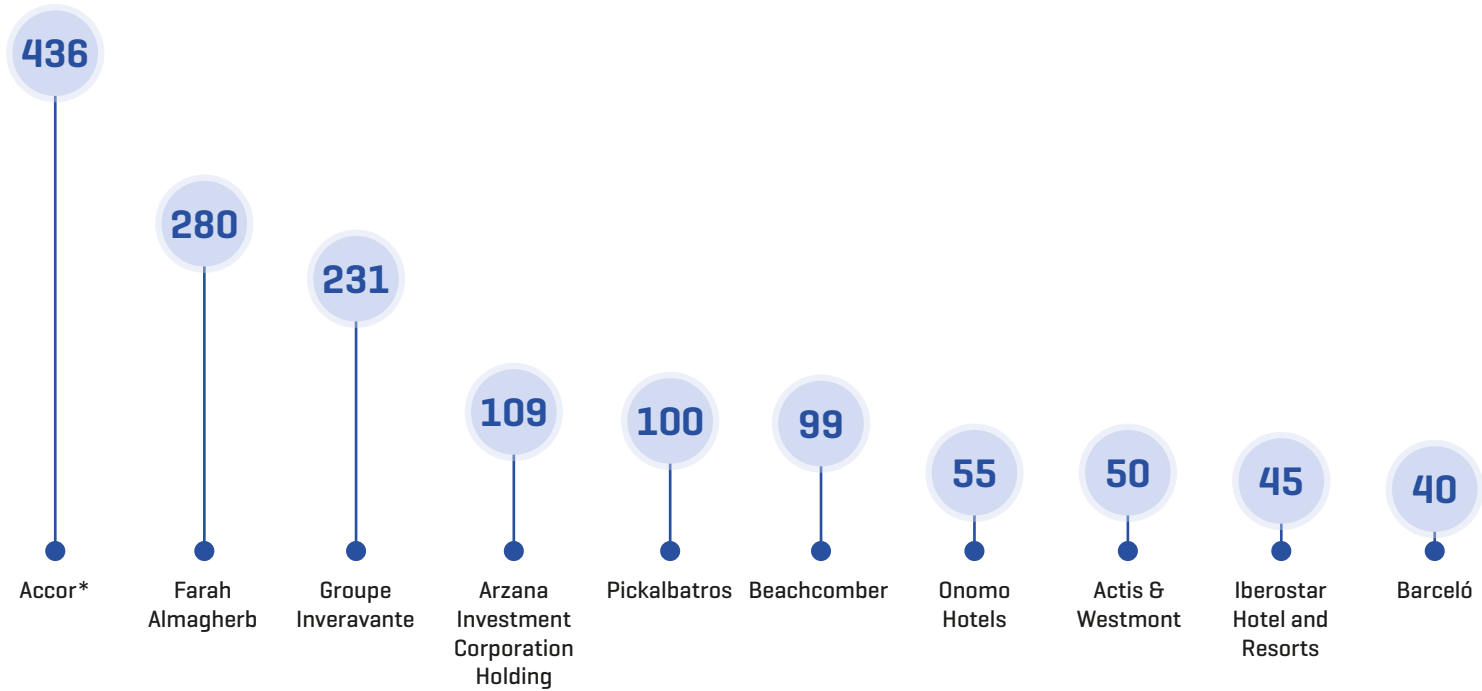 436
280
231
109
100
99
55
50
45
40
Accor*
Farah
Almagherb
Groupe
Inveravante
Arzana
Investment
Corporation
Holding
Pickalbatros
Beachcomber
Onomo
Hotels
Actis &
Westmont
Iberostar
Hotel and
Resorts
Barceló